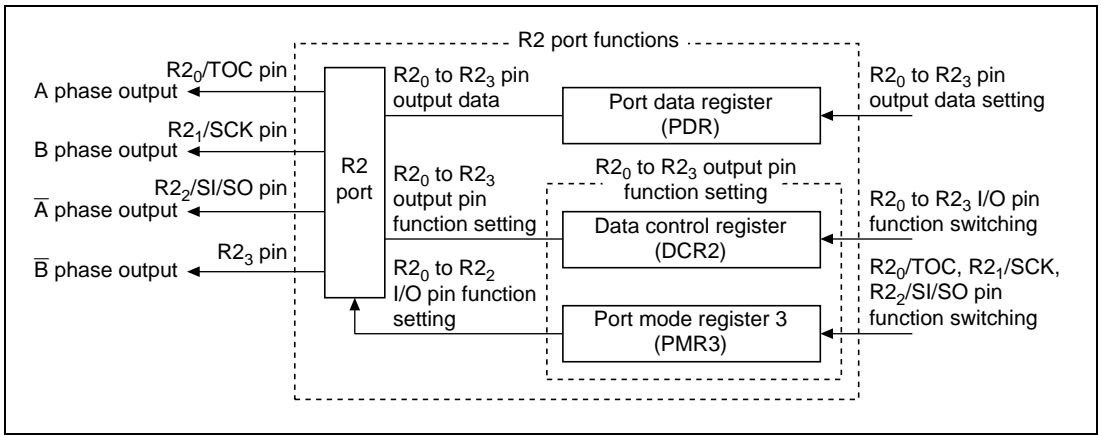 R2 port functions
R2₀/TOC pin
A phase output
R2₁/SCK pin
B phase output
R2₂/SI/SO pin
A̅ phase output
R2₃ pin
B̅ phase output
R2
port
R2₀ to R2₃ pin
output data
Port data register
(PDR)
R2₀ to R2₃ pin
output data setting
R2₀ to R2₃ output pin
function setting
R2₀ to R2₃
output pin
function setting
Data control register
(DCR2)
R2₀ to R2₃ I/O pin
function switching
R2₀ to R2₂
I/O pin function
setting
Port mode register 3
(PMR3)
R2₀/TOC, R2₁/SCK,
R2₂/SI/SO pin
function switching